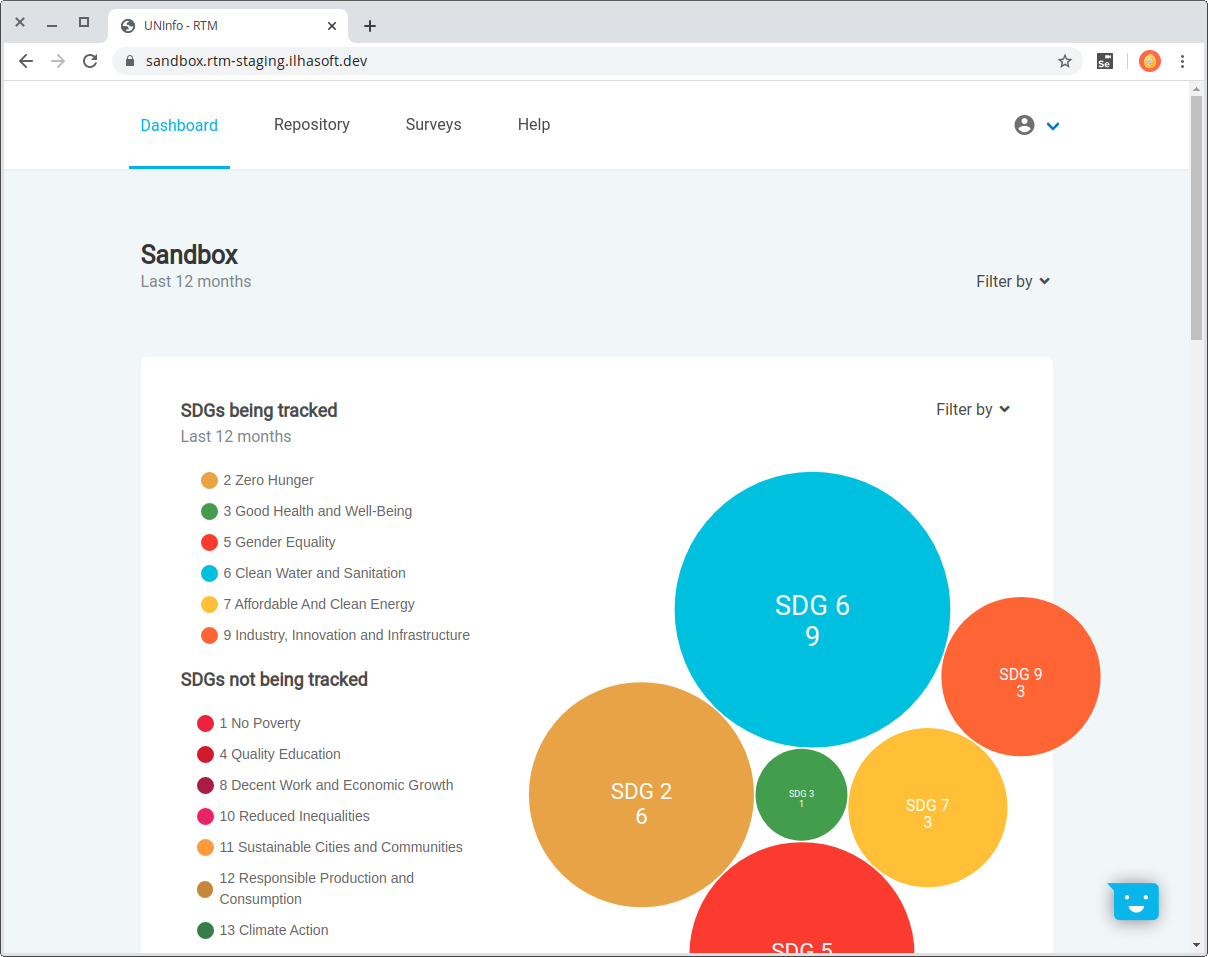 UNInfo - RTM
sandbox.rtm-staging.ilhasoft.dev
Se
Dashboard Repository Surveys Help
Sandbox
Last 12 months
Filter by
SDGs being tracked
Filter by
Last 12 months
2 Zero Hunger
3 Good Health and Well-Being
5 Gender Equality
6 Clean Water and Sanitation
7 Affordable And Clean Energy
9 Industry, Innovation and Infrastructure
SDGs not being tracked
1 No Poverty
4 Quality Education
8 Decent Work and Economic Growth
10 Reduced Inequalities
11 Sustainable Cities and Communities
12 Responsible Production and
Consumption
13 Climate Action
SDG 6
9
SDG 9
3
SDG 2
6
SDG 3
1
SDG 7
3
SDG 5